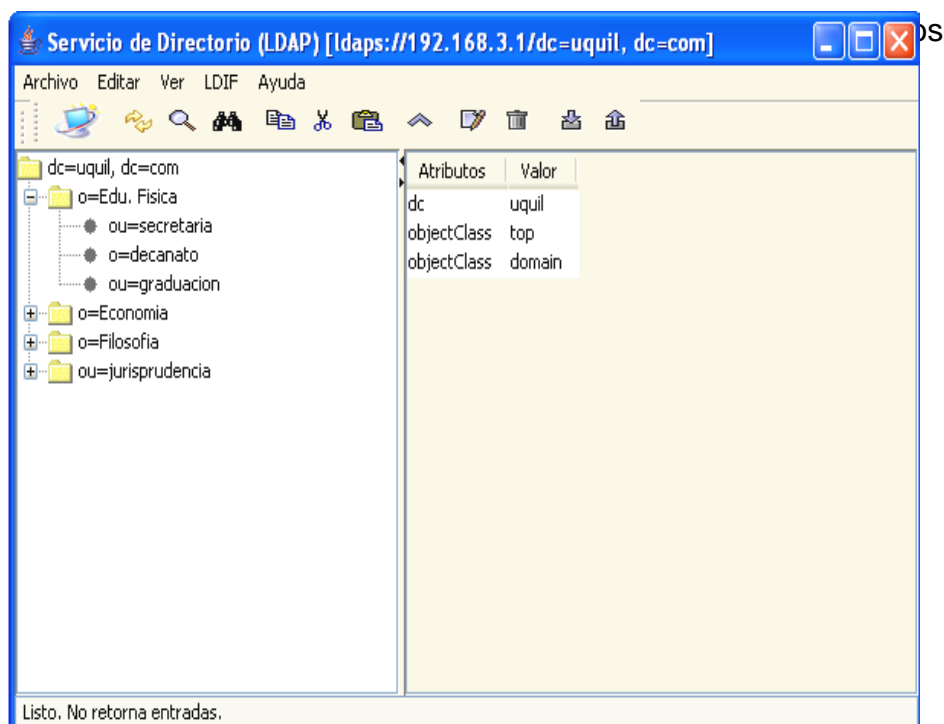 Servicio de Directorio (LDAP) [ldaps://192.168.3.1/dc=uquil, dc=com]
os
Archivo Editar Ver LDIF Ayuda
dc=uquil, dc=com
o=Edu. Fisica
ou=secretaria
o=decanato
ou=graduacion
o=Economia
o=Filosofia
ou=jurisprudencia
Atributos Valor
dc uquil
objectClass top
objectClass domain
Listo. No retorna entradas.